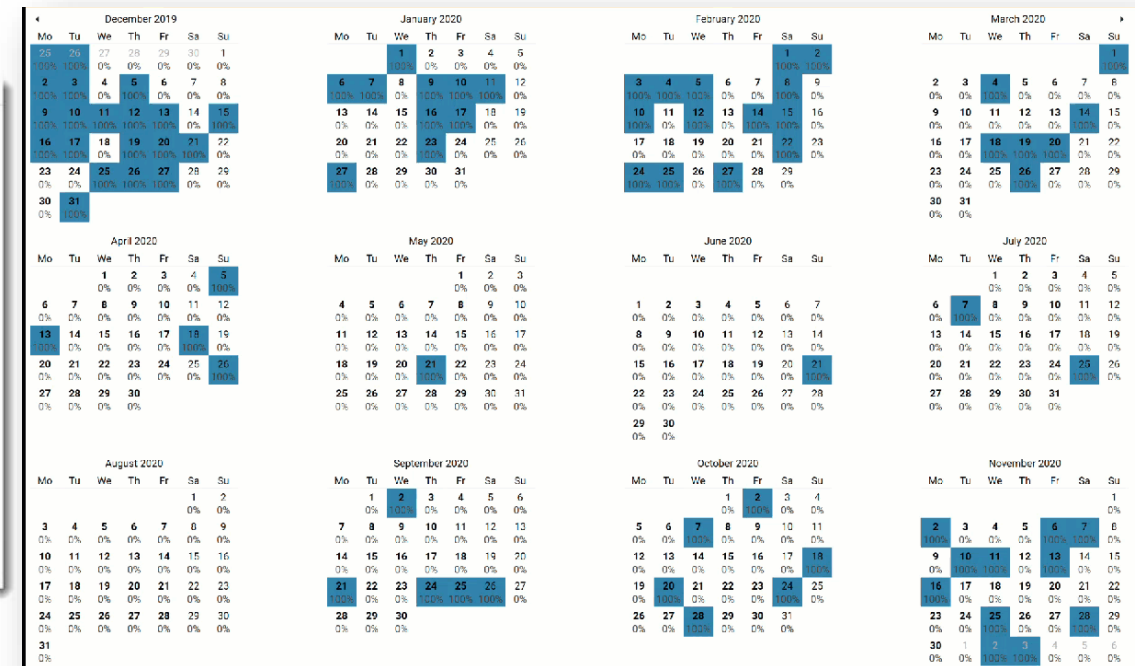 December 2019
Mo Tu We Th Fr Sa Su
25 26 27 28 29 30 1
100% 100% 0% 0% 0% 0% 0%
2 3 4 5 6 7 8
100% 100% 0% 100% 0% 0% 0%
9 10 11 12 13 14 15
100% 100% 100% 100% 100% 0% 100%
16 17 18 19 20 21 22
100% 100% 0% 100% 100% 100% 0%
23 24 25 26 27 28 29
0% 0% 100% 100% 100% 0% 0%
30 31
0% 100%
January 2020
Mo Tu We Th Fr Sa Su
1 2 3 4 5
100% 0% 0% 0% 0%
6 7 8 9 10 11 12
100% 100% 0% 100% 100% 100% 0%
13 14 15 16 17 18 19
0% 0% 0% 100% 100% 0% 0%
20 21 22 23 24 25 26
0% 0% 0% 100% 0% 0% 0%
27 28 29 30 31
100% 0% 0% 0% 0%
February 2020
Mo Tu We Th Fr Sa Su
1 2
100% 100%
3 4 5 6 7 8 9
100% 100% 100% 0% 0% 100% 0%
10 11 12 13 14 15 16
100% 0% 100% 0% 100% 100% 0%
17 18 19 20 21 22 23
0% 0% 0% 0% 0% 100% 0%
24 25 26 27 28 29
100% 100% 0% 100% 0% 0%
March 2020
Mo Tu We Th Fr Sa Su
1
100%
2 3 4 5 6 7 8
0% 0% 100% 0% 0% 0% 0%
9 10 11 12 13 14 15
0% 0% 0% 0% 0% 100% 0%
16 17 18 19 20 21 22
0% 0% 100% 100% 100% 0% 0%
23 24 25 26 27 28 29
0% 0% 0% 100% 0% 0% 0%
30 31
0% 0%
April 2020
Mo Tu We Th Fr Sa Su
1 2 3 4 5
0% 0% 0% 0% 100%
6 7 8 9 10 11 12
0% 0% 0% 0% 0% 0% 0%
13 14 15 16 17 18 19
100% 0% 0% 0% 0% 100% 0%
20 21 22 23 24 25 26
0% 0% 0% 0% 0% 0% 100%
27 28 29 30
0% 0% 0% 0%
May 2020
Mo Tu We Th Fr Sa Su
1 2 3
0% 0% 0%
4 5 6 7 8 9 10
0% 0% 0% 0% 0% 0% 0%
11 12 13 14 15 16 17
0% 0% 0% 0% 0% 0% 0%
18 19 20 21 22 23 24
0% 0% 0% 100% 0% 0% 0%
25 26 27 28 29 30 31
0% 0% 0% 0% 0% 0% 0%
June 2020
Mo Tu We Th Fr Sa Su
1 2 3 4 5 6 7
0% 0% 0% 0% 0% 0% 0%
8 9 10 11 12 13 14
0% 0% 0% 0% 0% 0% 0%
15 16 17 18 19 20 21
0% 0% 0% 0% 0% 0% 100%
22 23 24 25 26 27 28
0% 0% 0% 0% 0% 0% 0%
29 30
0% 0%
July 2020
Mo Tu We Th Fr Sa Su
1 2 3 4 5
0% 0% 0% 0% 0%
6 7 8 9 10 11 12
0% 100% 0% 0% 0% 0% 0%
13 14 15 16 17 18 19
0% 0% 0% 0% 0% 0% 0%
20 21 22 23 24 25 26
0% 0% 0% 0% 0% 100% 0%
27 28 29 30 31
0% 0% 0% 0% 0%
August 2020
Mo Tu We Th Fr Sa Su
1 2
0% 0%
3 4 5 6 7 8 9
0% 0% 0% 0% 0% 0% 0%
10 11 12 13 14 15 16
0% 0% 0% 0% 0% 0% 0%
17 18 19 20 21 22 23
0% 0% 0% 0% 0% 0% 0%
24 25 26 27 28 29 30
0% 0% 0% 0% 0% 0% 0%
31
0%
September 2020
Mo Tu We Th Fr Sa Su
1 2 3 4 5 6
0% 100% 0% 0% 0% 0%
7 8 9 10 11 12 13
0% 0% 0% 0% 0% 0% 0%
14 15 16 17 18 19 20
0% 0% 0% 0% 0% 0% 0%
21 22 23 24 25 26 27
100% 0% 0% 100% 100% 100% 0%
28 29 30
0% 0% 0%
October 2020
Mo Tu We Th Fr Sa Su
1 2 3 4
0% 100% 0% 0%
5 6 7 8 9 10 11
0% 0% 100% 0% 0% 0% 0%
12 13 14 15 16 17 18
0% 0% 0% 0% 0% 0% 100%
19 20 21 22 23 24 25
0% 100% 0% 0% 0% 100% 0%
26 27 28 29 30 31
0% 0% 100% 0% 0% 0%
November 2020
Mo Tu We Th Fr Sa Su
1
0%
2 3 4 5 6 7 8
100% 0% 0% 0% 100% 100% 0%
9 10 11 12 13 14 15
0% 100% 100% 0% 100% 0% 0%
16 17 18 19 20 21 22
100% 0% 0% 0% 0% 0% 0%
23 24 25 26 27 28 29
0% 0% 100% 0% 0% 100% 0%
30 1 2 3 4 5 6
0% 0% 100% 100% 0% 0% 0%